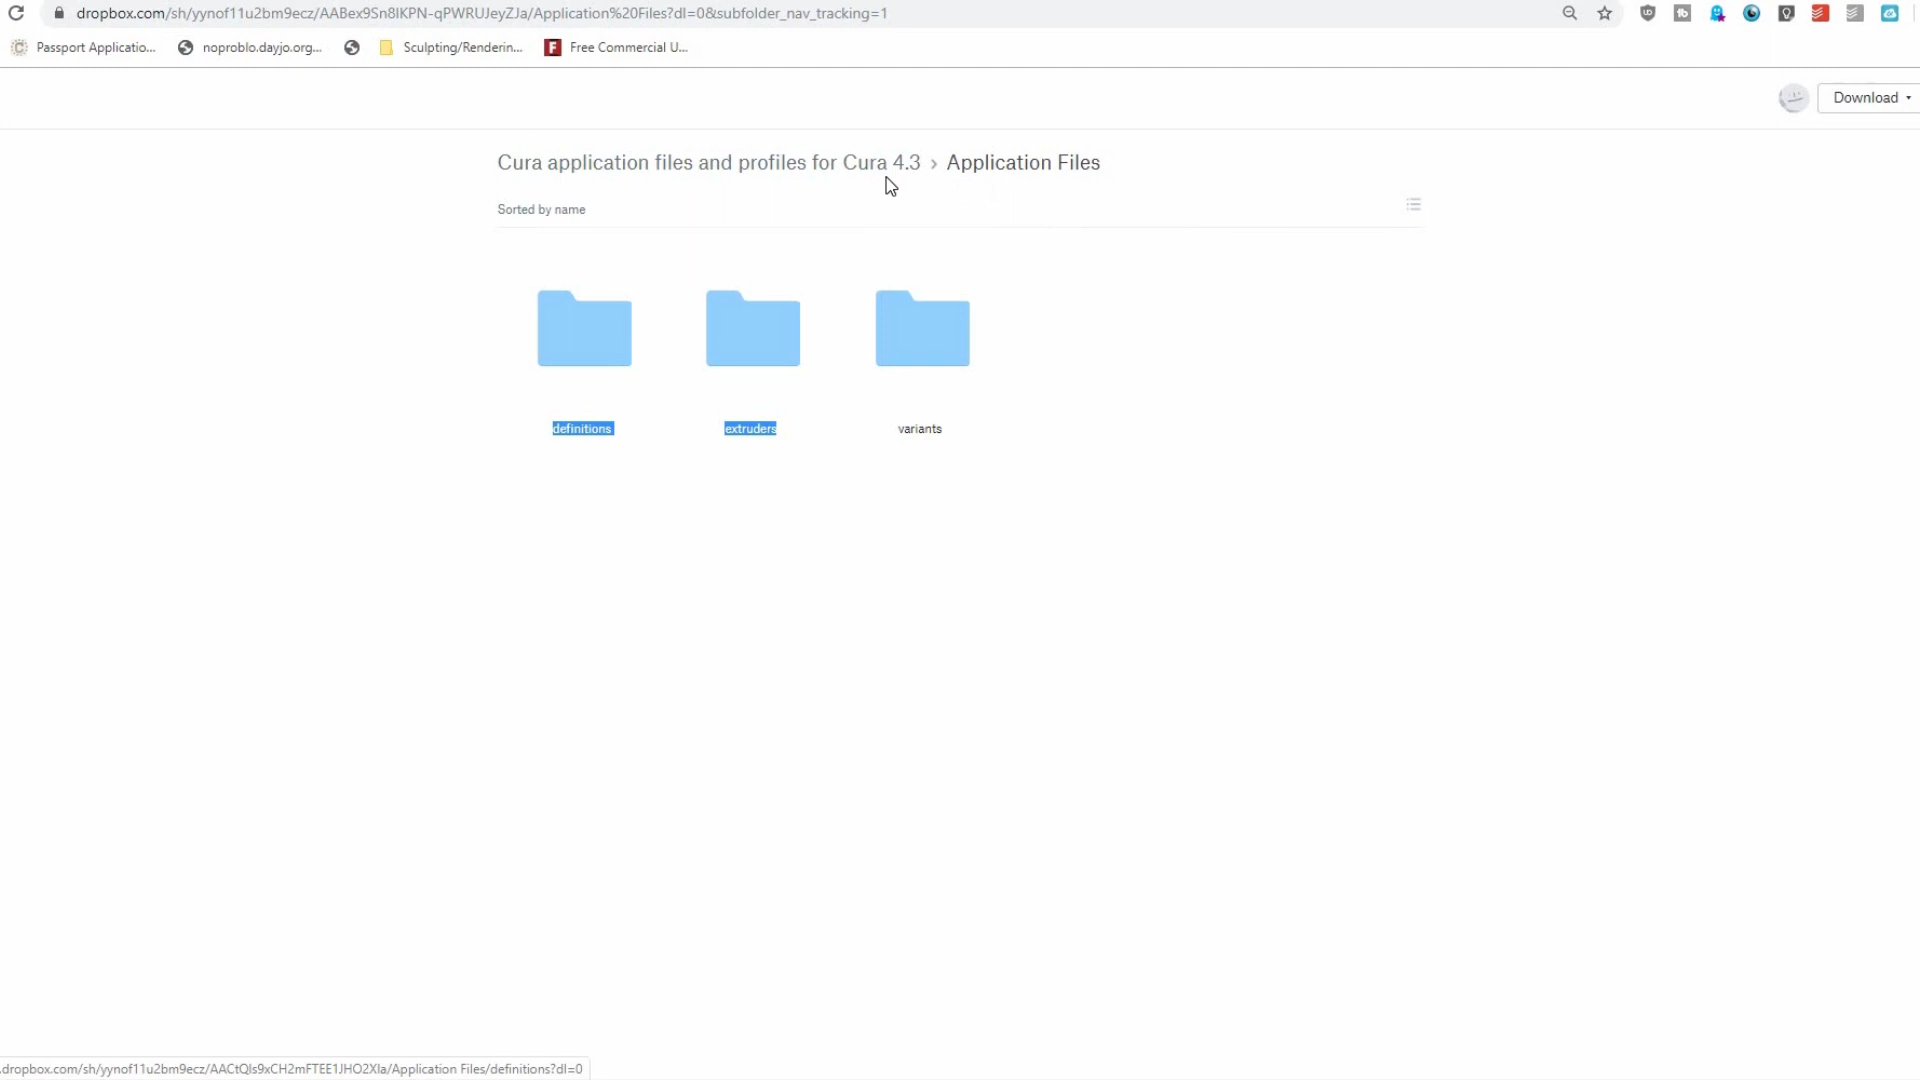 dropbox.com/sh/yynof11u2bm9ecz/AABex9Sn8lKPN-qPWRUJeyZJa/Application%20Files?dl=0&subfolder_nav_tracking=1
Passport Applicatio... noproblo.dayjo.org... Sculpting/Renderin... F Free Commercial U...
Download
Cura application files and profiles for Cura 4.3 › Application Files
Sorted by name
definitions extruders variants
.dropbox.com/sh/yynof11u2bm9ecz/AACtQls9xCH2mFTEE1JHO2XIa/Application Files/definitions?dl=0